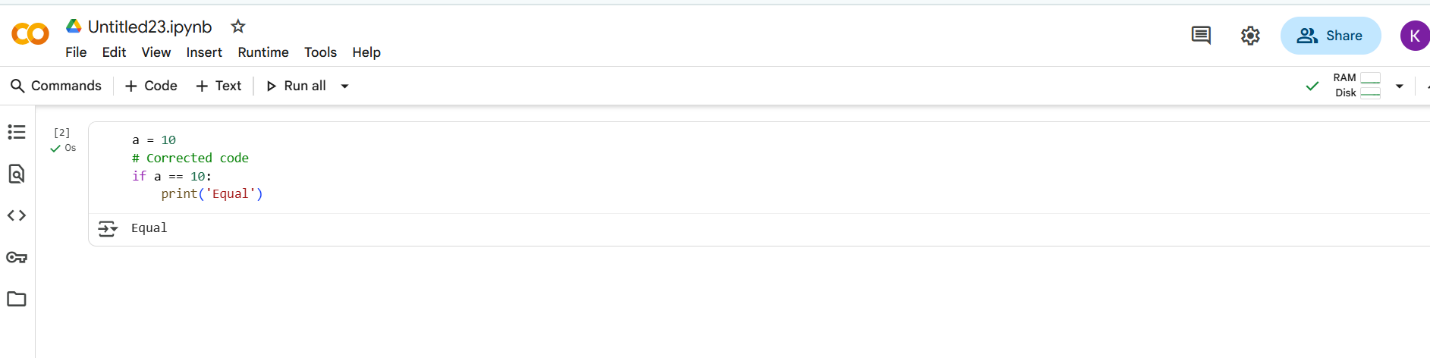 Untitled23.ipynb
File Edit View Insert Runtime Tools Help
Share
K
Commands + Code + Text Run all
RAM
Disk
[2]
0s
a = 10
# Corrected code
if a == 10:
    print('Equal')
Equal